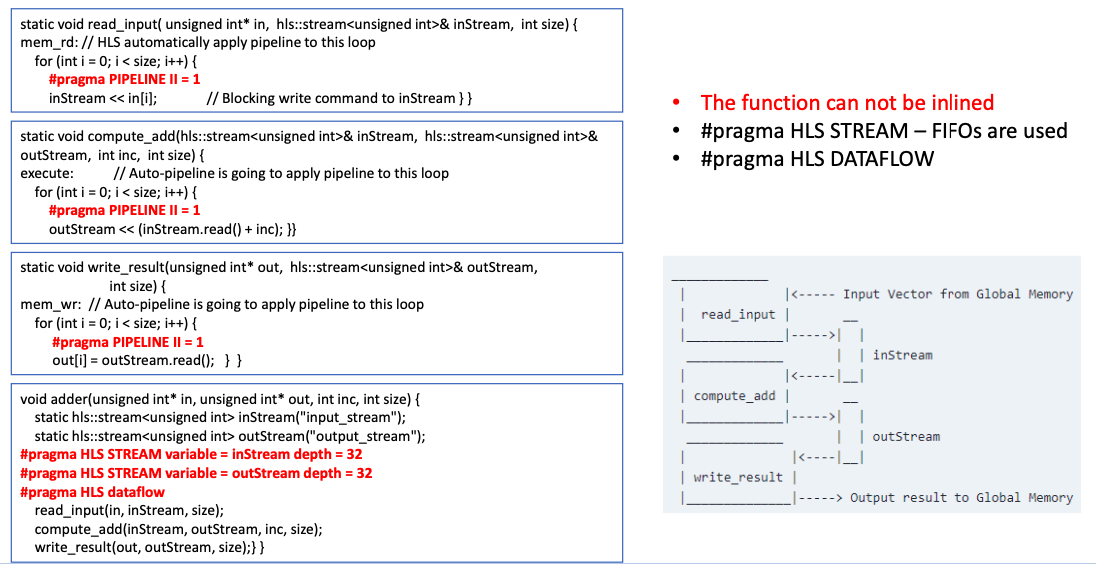 static void read_input( unsigned int* in,  hls::stream<unsigned int>& inStream,  int size) {
mem_rd: // HLS automatically apply pipeline to this loop
for (int i = 0; i < size; i++) {
#pragma PIPELINE II = 1
inStream << in[i];          // Blocking write command to inStream } }
static void compute_add(hls::stream<unsigned int>& inStream,  hls::stream<unsigned int>&
outStream,  int inc,  int size) {
execute:          // Auto-pipeline is going to apply pipeline to this loop
for (int i = 0; i < size; i++) {
#pragma PIPELINE II = 1
outStream << (inStream.read() + inc); }}
static void write_result(unsigned int* out,  hls::stream<unsigned int>& outStream,
int size) {
mem_wr:  // Auto-pipeline is going to apply pipeline to this loop
for (int i = 0; i < size; i++) {
#pragma PIPELINE II = 1
out[i] = outStream.read();   }  }
void adder(unsigned int* in, unsigned int* out, int inc, int size) {
static hls::stream<unsigned int> inStream("input_stream");
static hls::stream<unsigned int> outStream("output_stream");
#pragma HLS STREAM variable = inStream depth = 32
#pragma HLS STREAM variable = outStream depth = 32
#pragma HLS dataflow
read_input(in, inStream, size);
compute_add(inStream, outStream, inc, size);
write_result(out, outStream, size);} }
• The function can not be inlined
• #pragma HLS STREAM – FIFOs are used
• #pragma HLS DATAFLOW
_____________
|             |<----- Input Vector from Global Memory
|  read_input |       __
|_____________|----->|  |
_____________       |  | inStream
|             |<-----|__|
| compute_add |       __
|_____________|----->|  |
_____________       |  | outStream
|              |<----|__|
| write_result |
|______________|-----> Output result to Global Memory